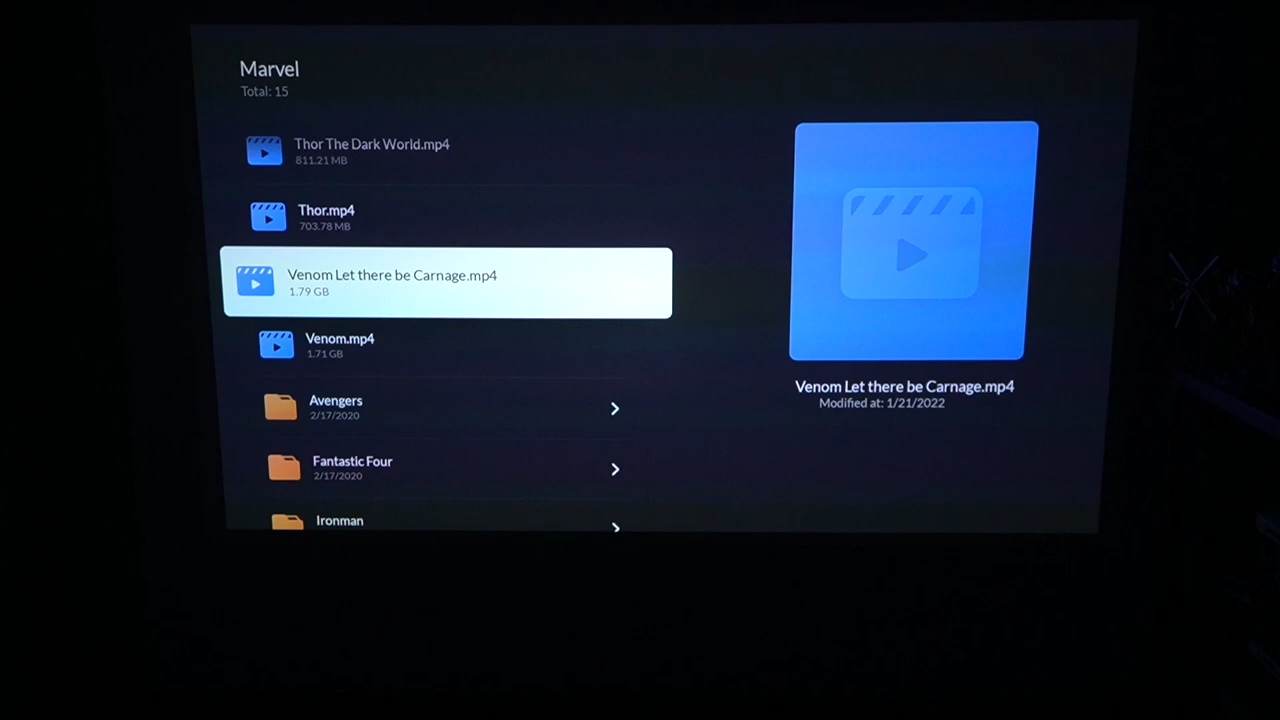 Marvel
Total: 15
Thor The Dark World.mp4
811.21 MB
Thor.mp4
703.78 MB
Venom Let there be Carnage.mp4
1.79 GB
Venom.mp4
1.71 GB
Avengers
2/17/2020
Fantastic Four
2/17/2020
Ironman
Venom Let there be Carnage.mp4
Modified at: 1/21/2022